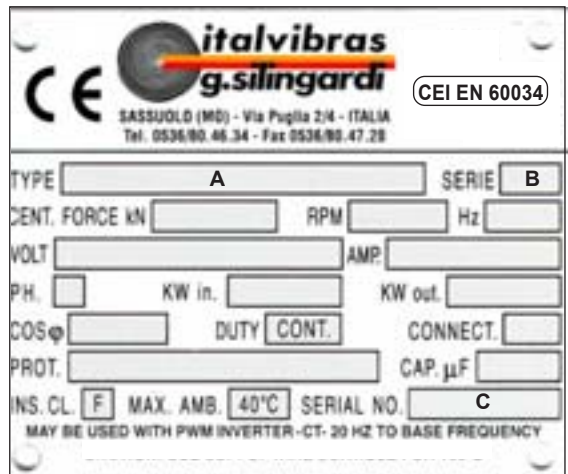 italvibras
g.silingardi
CE
CEI EN 60034
SASSUOLO (MO) - Via Puglia 2/4 - ITALIA
Tel. 0536/80.46.34 - Fax 0536/80.47.28
TYPE A SERIE B
CENT. FORCE kN RPM Hz
VOLT AMP.
PH. KW in. KW out.
COSφ DUTY CONT. CONNECT.
PROT. CAP. µF
INS. CL. F MAX. AMB. 40°C SERIAL NO. C
MAY BE USED WITH PWM INVERTER -CT- 20 HZ TO BASE FREQUENCY